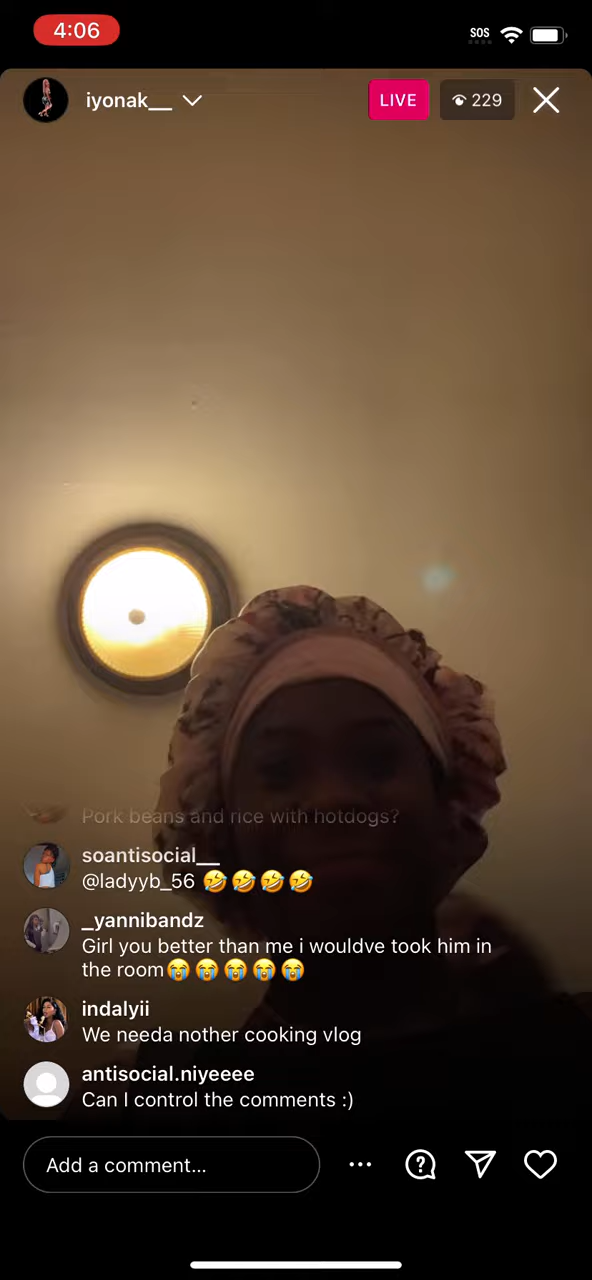 4:06
SOS
iyonak__
LIVE
229
Pork beans and rice with hotdogs?
soantisocial__
@ladyyb_56 🤣🤣🤣🤣
_yannibandz
Girl you better than me i wouldve took him in
the room😭😭😭😭😭
indalyii
We needa nother cooking vlog
antisocial.niyeeee
Can I control the comments :)
Add a comment...